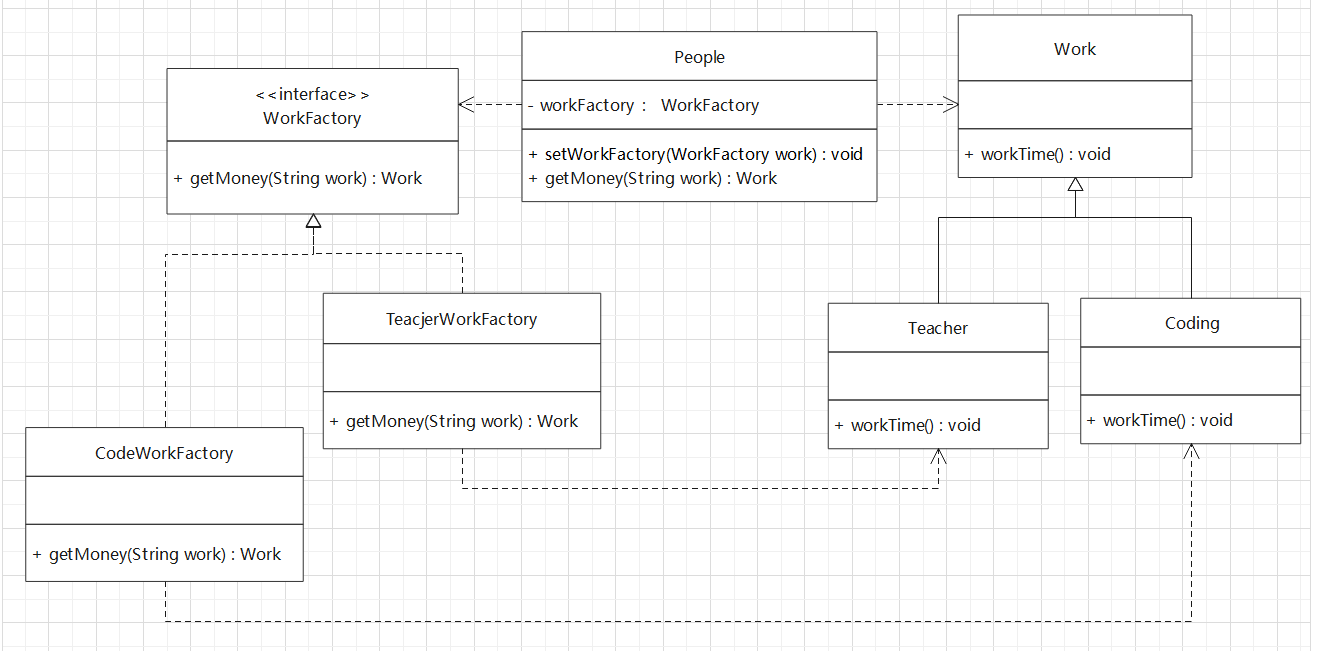 <<interface>>
WorkFactory
+ getMoney(String work) : Work
People
- workFactory : WorkFactory
+ setWorkFactory(WorkFactory work) : void
+ getMoney(String work) : Work
Work
+ workTime() : void
TeacjerWorkFactory
+ getMoney(String work) : Work
Teacher
+ workTime() : void
Coding
+ workTime() : void
CodeWorkFactory
+ getMoney(String work) : Work